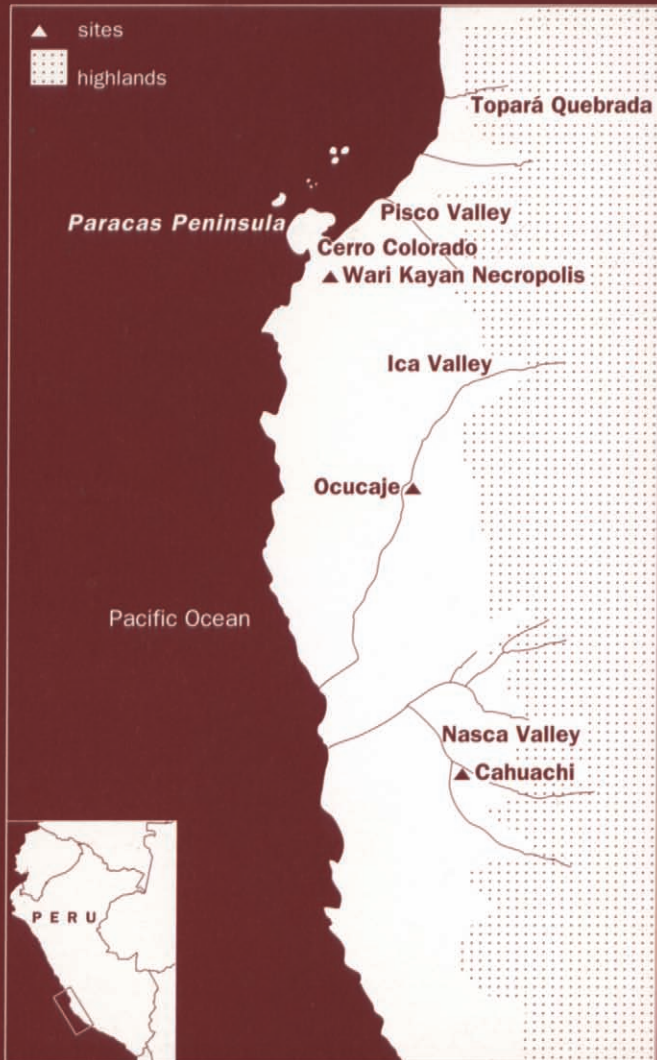 sites
highlands
Topará Quebrada
Pisco Valley
Paracas Peninsula
Cerro Colorado
Wari Kayan Necropolis
Ica Valley
Ocucaje
Pacific Ocean
Nasca Valley
Cahuachi
PERU